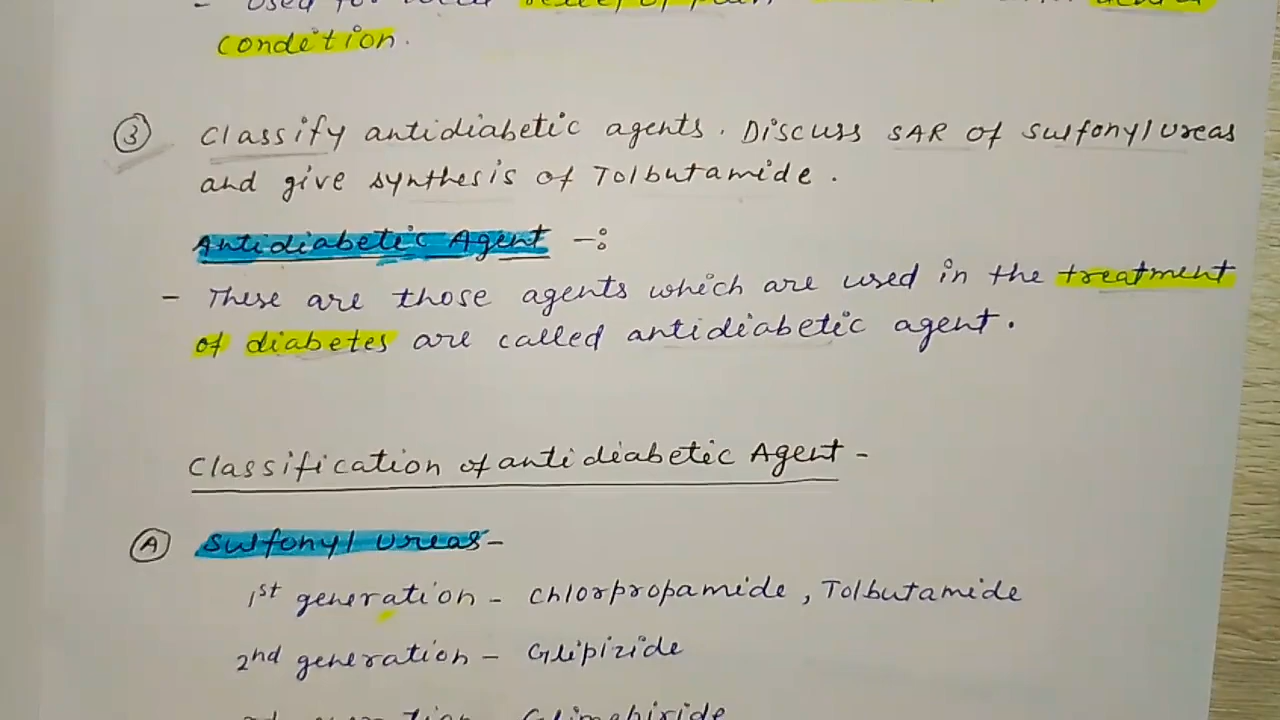 condition.
③ Classify antidiabetic agents. Discuss SAR of sulfonyl ureas
and give synthesis of Tolbutamide.
Antidiabetic Agent -:
- These are those agents which are used in the treatment
of diabetes are called antidiabetic agent.
Classification of antidiabetic Agent -
Ⓐ Sulfonyl ureas -
1st generation - chlorpropamide, Tolbutamide
2nd generation - Glipizide